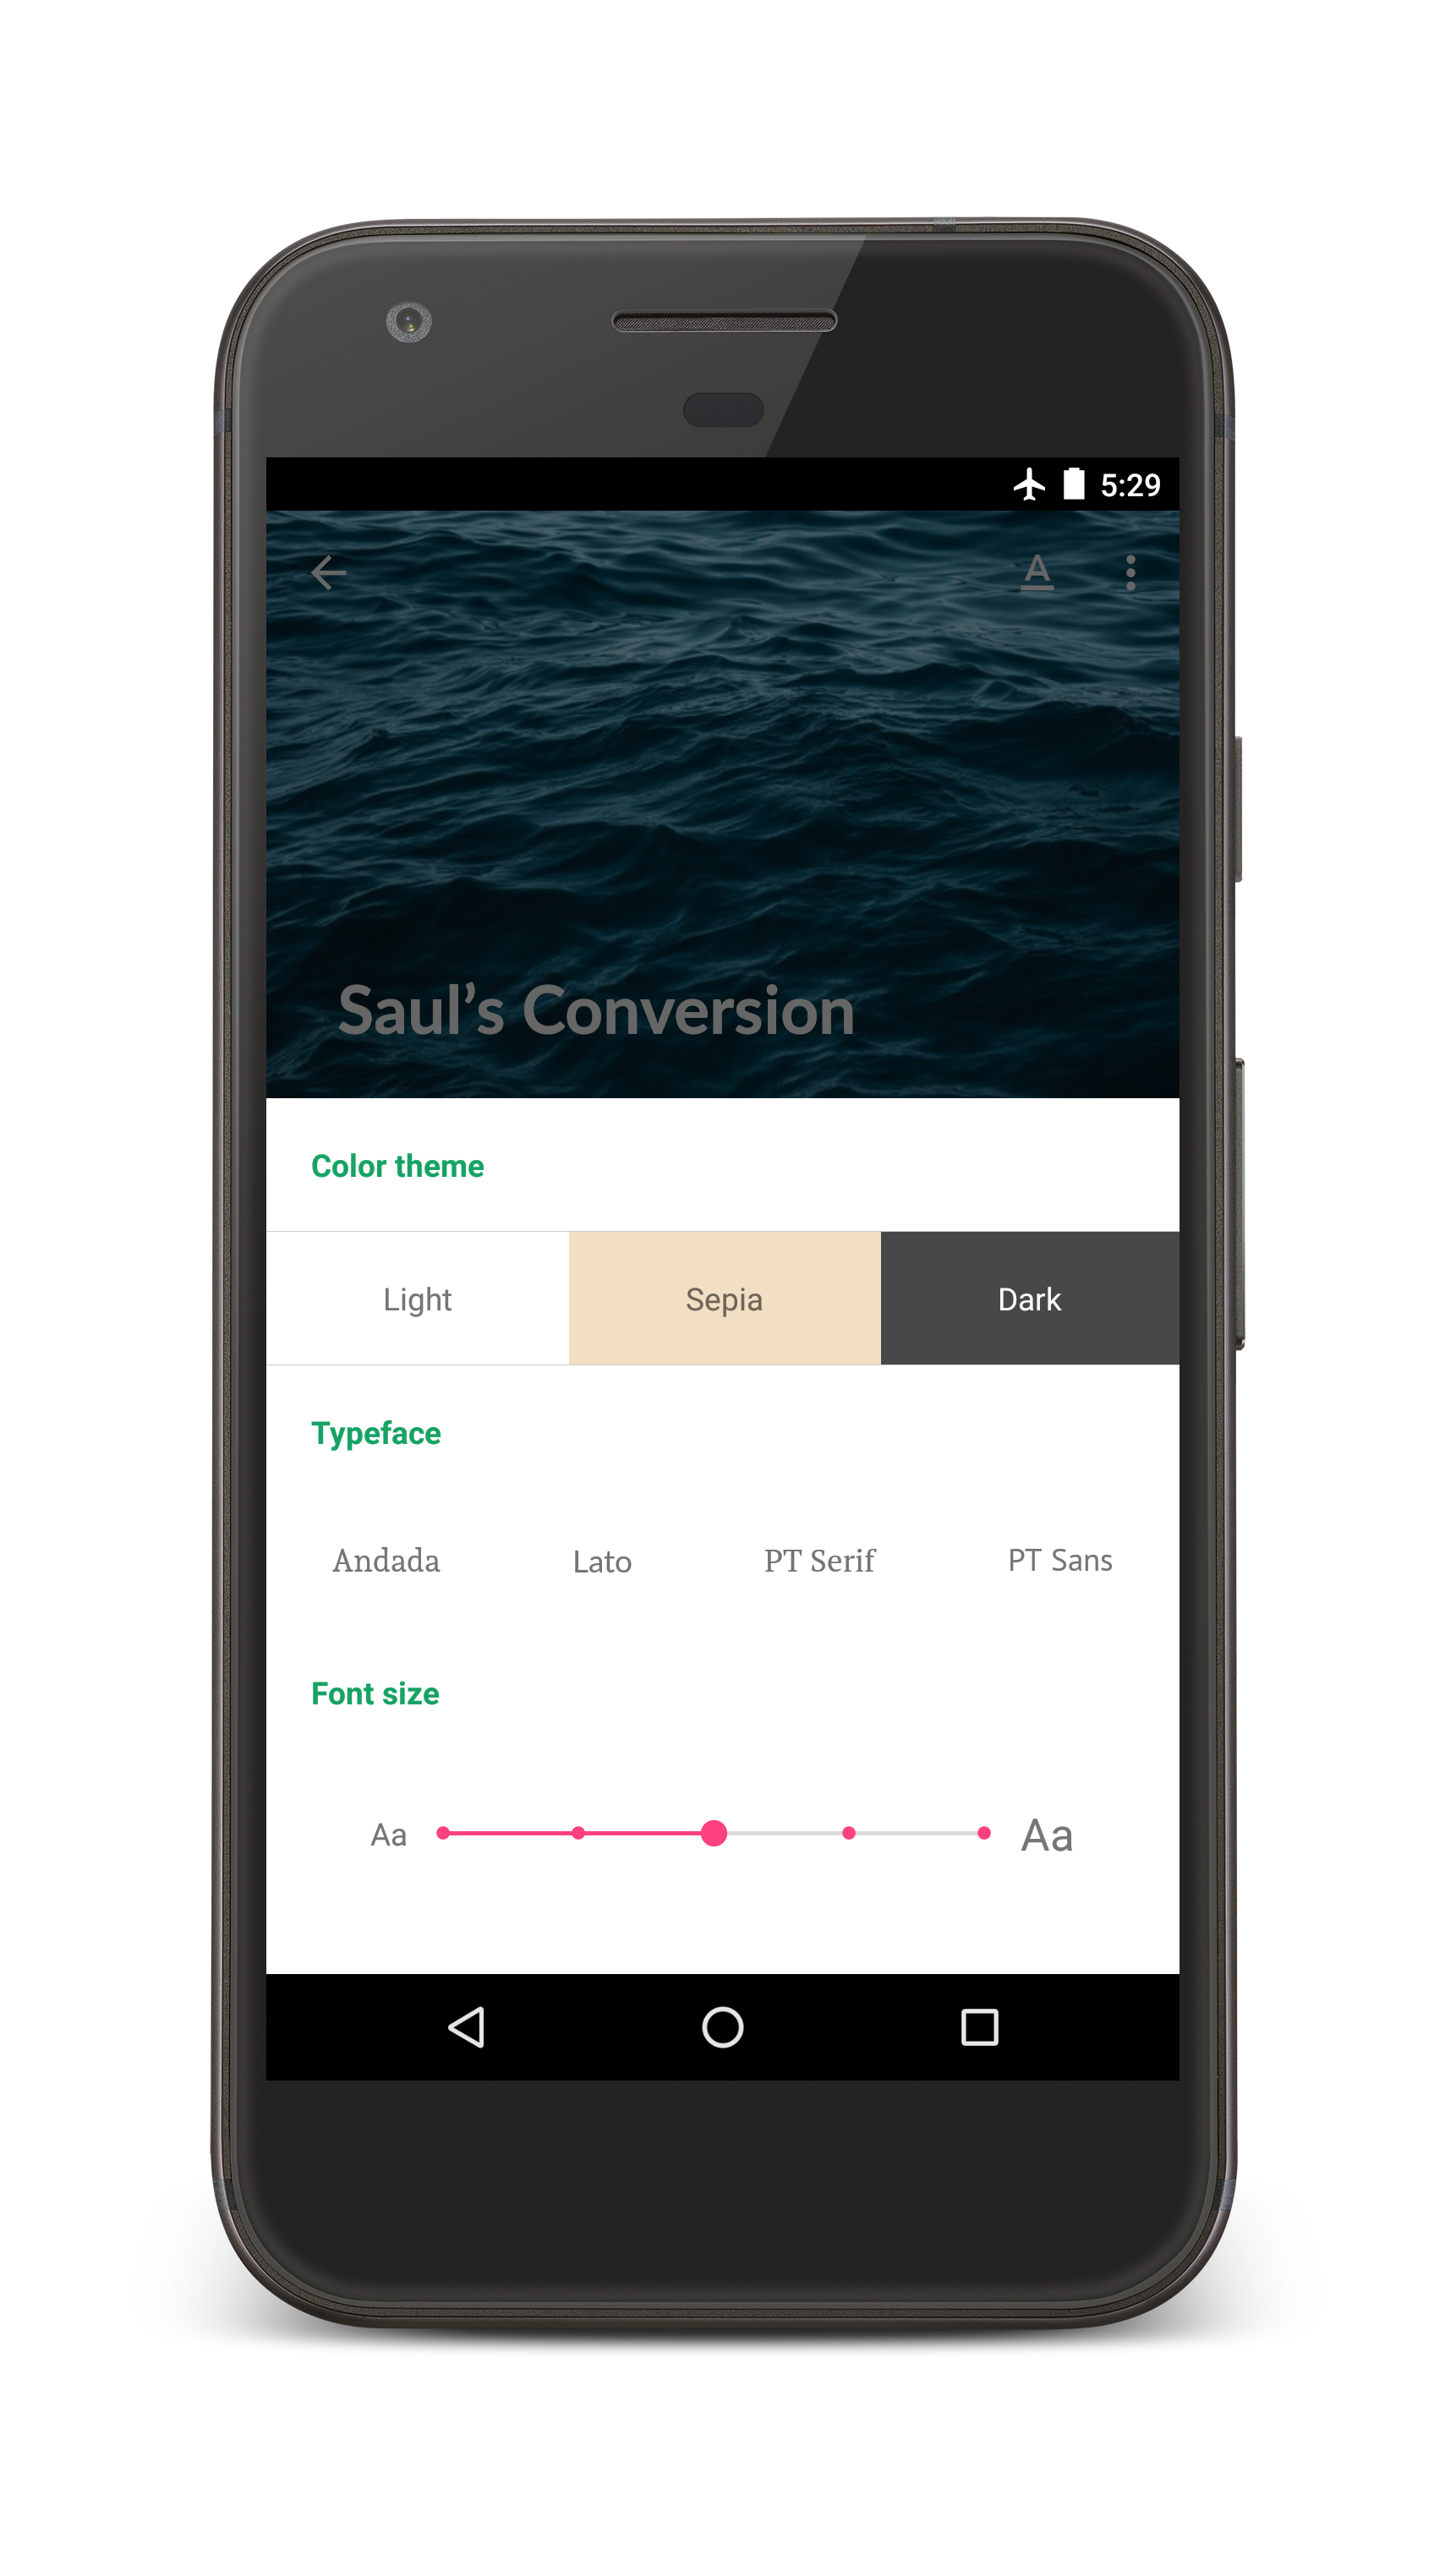 5:29
A
Saul’s Conversion
Color theme
Light Sepia Dark
Typeface
Andada Lato PT Serif PT Sans
Font size
Aa Aa